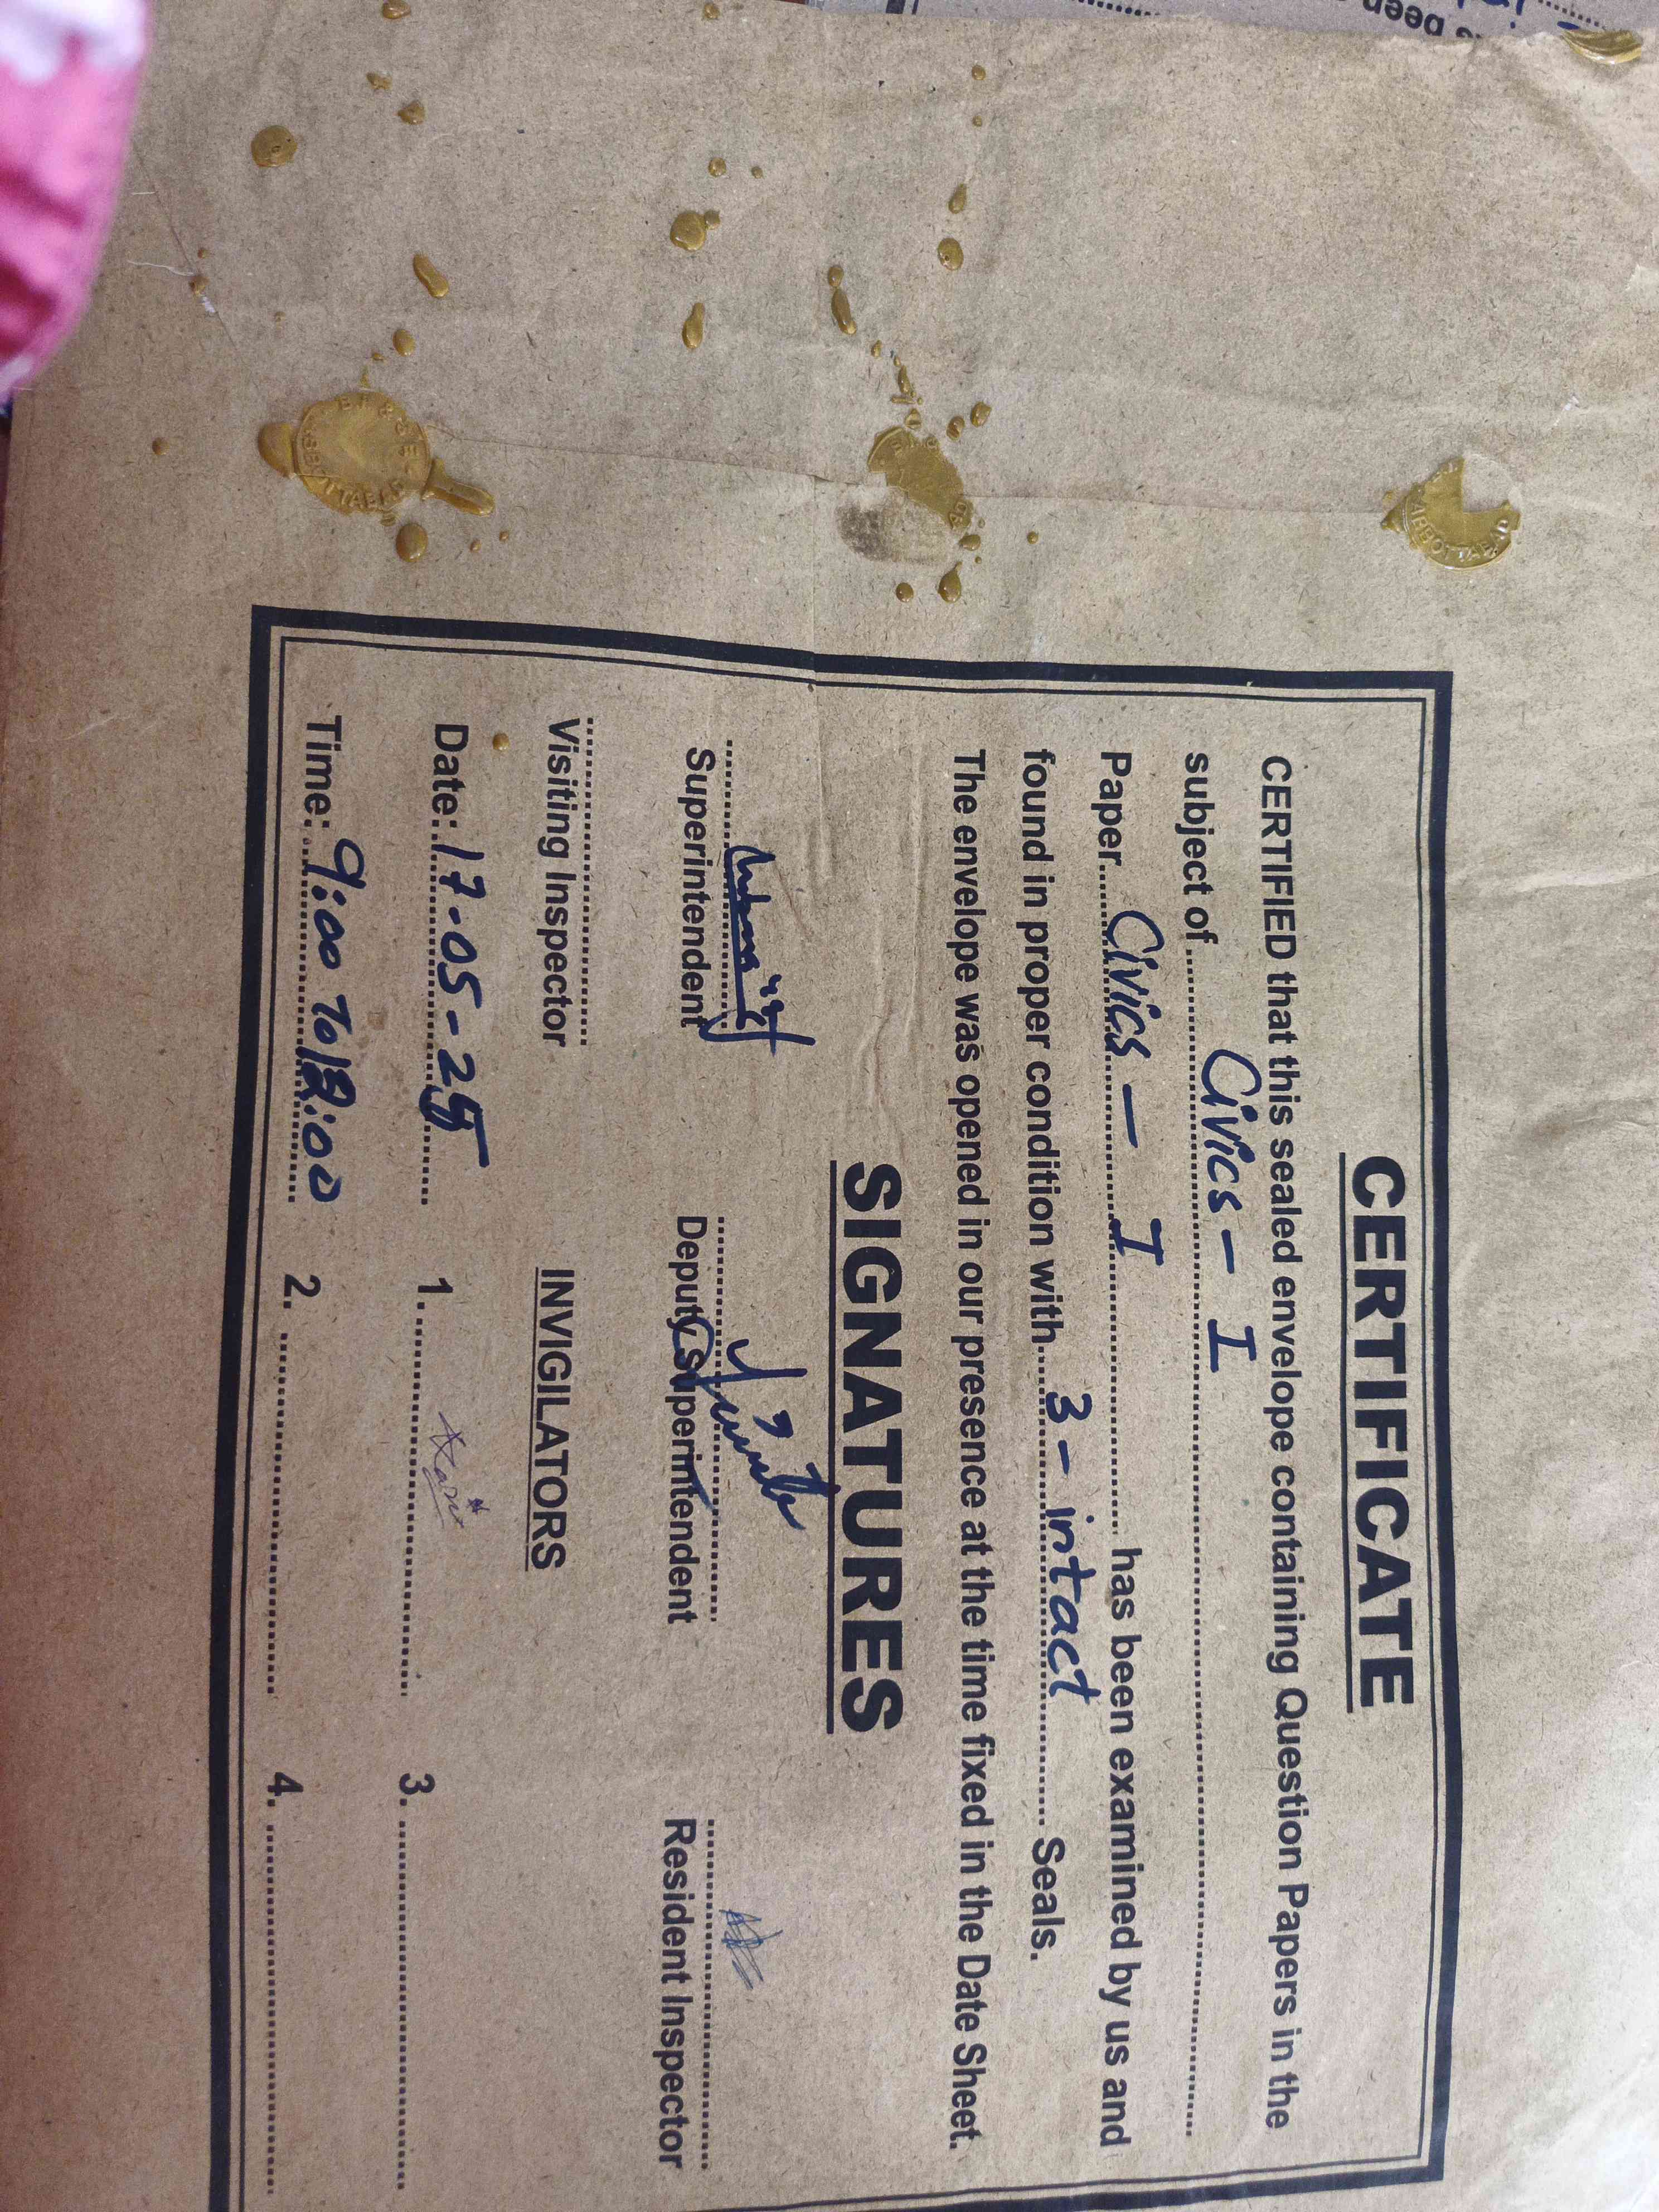 been
CERTIFICATE
CERTIFIED that this sealed envelope containing Question Papers in the
subject of Civics - I
Paper Civics - I has been examined by us and
found in proper condition with 3 - intact Seals.
The envelope was opened in our presence at the time fixed in the Date Sheet.
SIGNATURES
Superintendent Deputy Superintendent Resident Inspector
Visiting Inspector INVIGILATORS
Date: 17-05-25 1. 3.
Time: 9:00 To 12:00 2. 4.
ABBOTTABAD
ABBOTTABAD